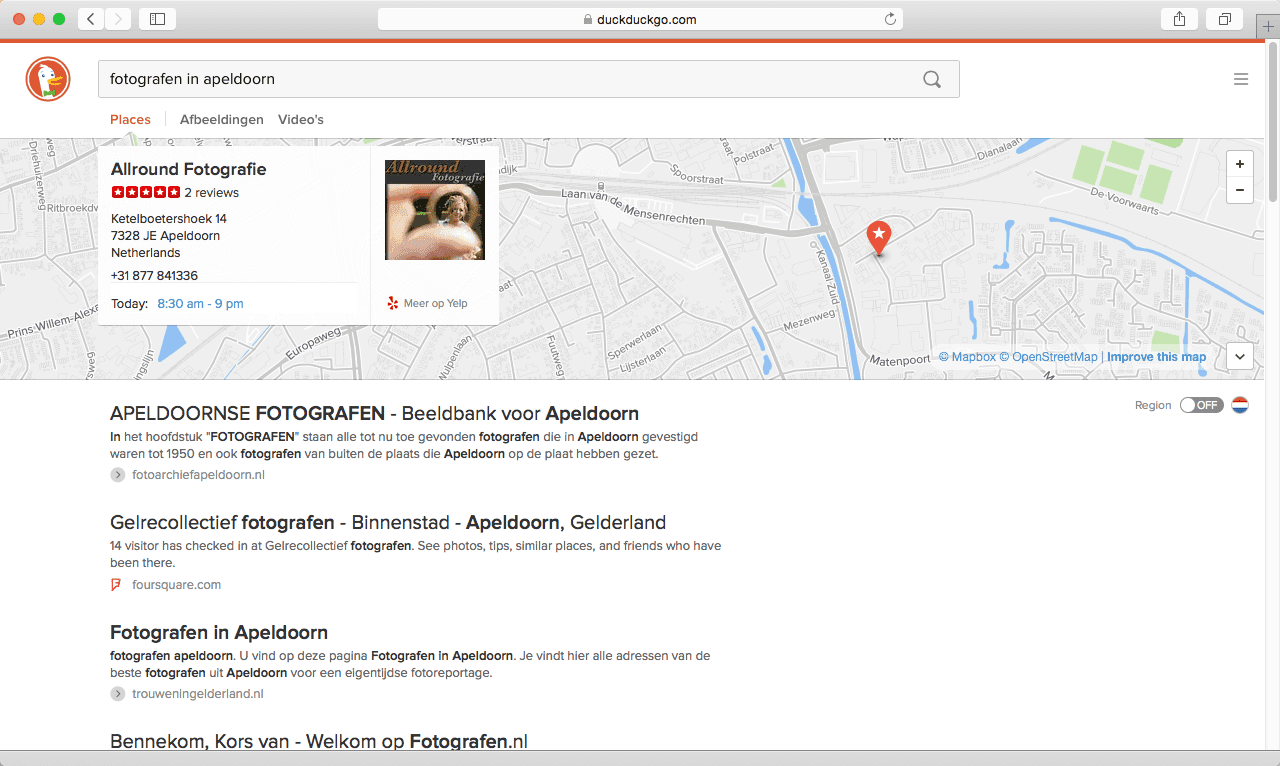 duckduckgo.com
fotografen in apeldoorn
Places
Afbeeldingen
Video's
Allround Fotografie
2 reviews
Ketelboetershoek 14
7328 JE Apeldoorn
Netherlands
+31 877 841336
Today: 8:30 am - 9 pm
Allround
Fotografie
Meer op Yelp
Driehuizerweg
Ritbroekdw
Prins Willem-Alexa
Europaweg
Spoorstraat
Polstraat
Laan van de Mensenrechten
Dianalaan
De Voorwaarts
Kanaal Zuid
Mezenweg
Matenpoort
Sperwerlaan
Lijsterlaan
Fuutweg
Wulpenlaan
+
−
© Mapbox © OpenStreetMap | Improve this map
Region OFF
APELDOORNSE FOTOGRAFEN - Beeldbank voor Apeldoorn
In het hoofdstuk "FOTOGRAFEN" staan alle tot nu toe gevonden fotografen die in Apeldoorn gevestigd
waren tot 1950 en ook fotografen van buiten de plaats die Apeldoorn op de plaat hebben gezet.
fotoarchiefapeldoorn.nl
Gelrecollectief fotografen - Binnenstad - Apeldoorn, Gelderland
14 visitor has checked in at Gelrecollectief fotografen. See photos, tips, similar places, and friends who have
been there.
foursquare.com
Fotografen in Apeldoorn
fotografen apeldoorn. U vind op deze pagina Fotografen in Apeldoorn. Je vindt hier alle adressen van de
beste fotografen uit Apeldoorn voor een eigentijdse fotoreportage.
trouweningelderland.nl
Bennekom, Kors van - Welkom op Fotografen.nl